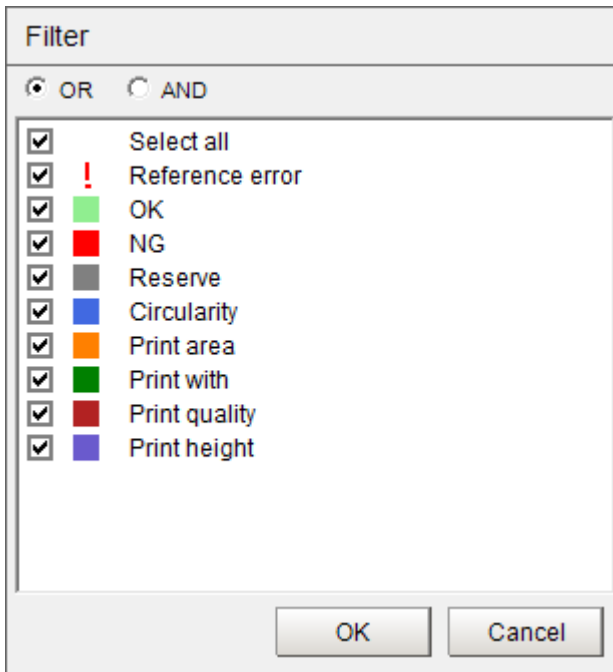 Filter
OR AND
Select all
! Reference error
OK
NG
Reserve
Circularity
Print area
Print with
Print quality
Print height
OK Cancel